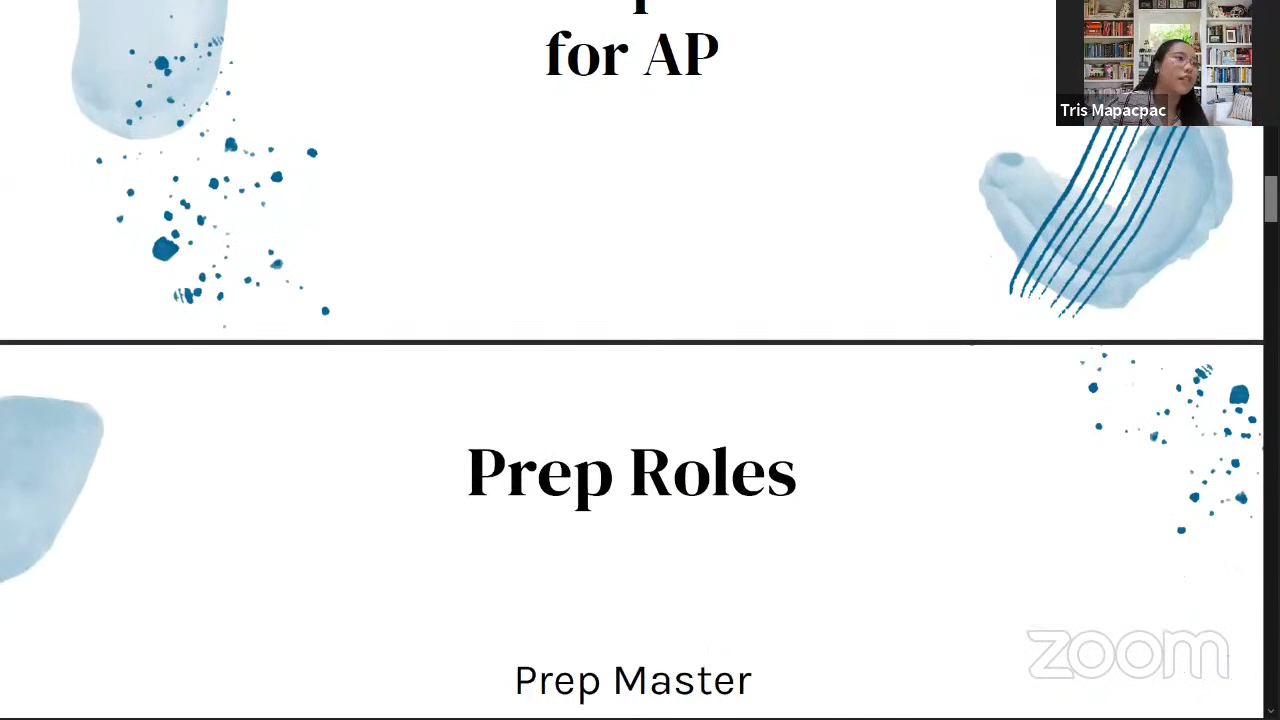 for AP
Tris Mapacpac
Prep Roles
zoom
Prep Master